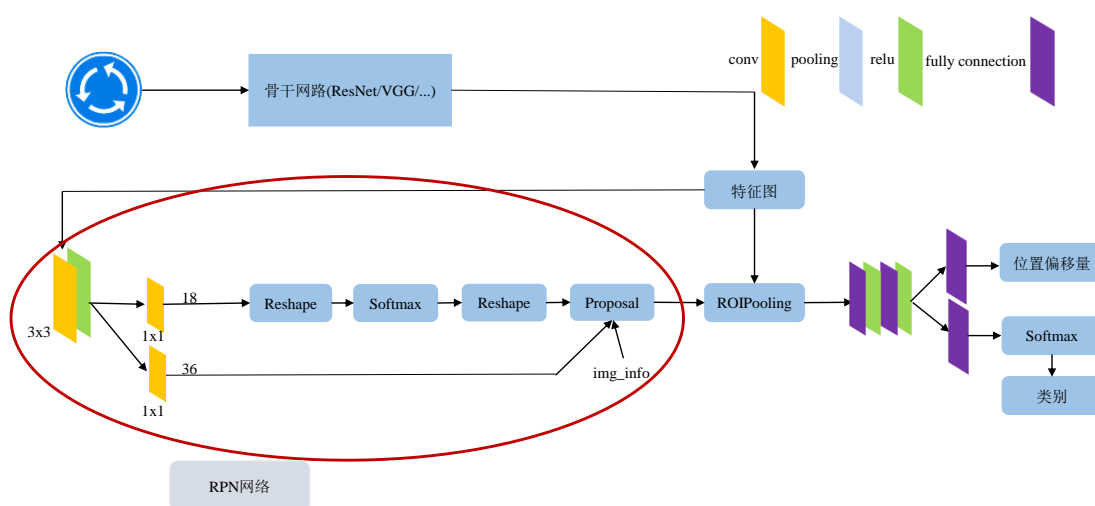 conv
pooling
relu
fully connection
骨干网路(ResNet/VGG/...)
特征图
3x3
1x1
18
Reshape
Softmax
Reshape
Proposal
ROIPooling
位置偏移量
Softmax
类别
1x1
36
img_info
RPN网络